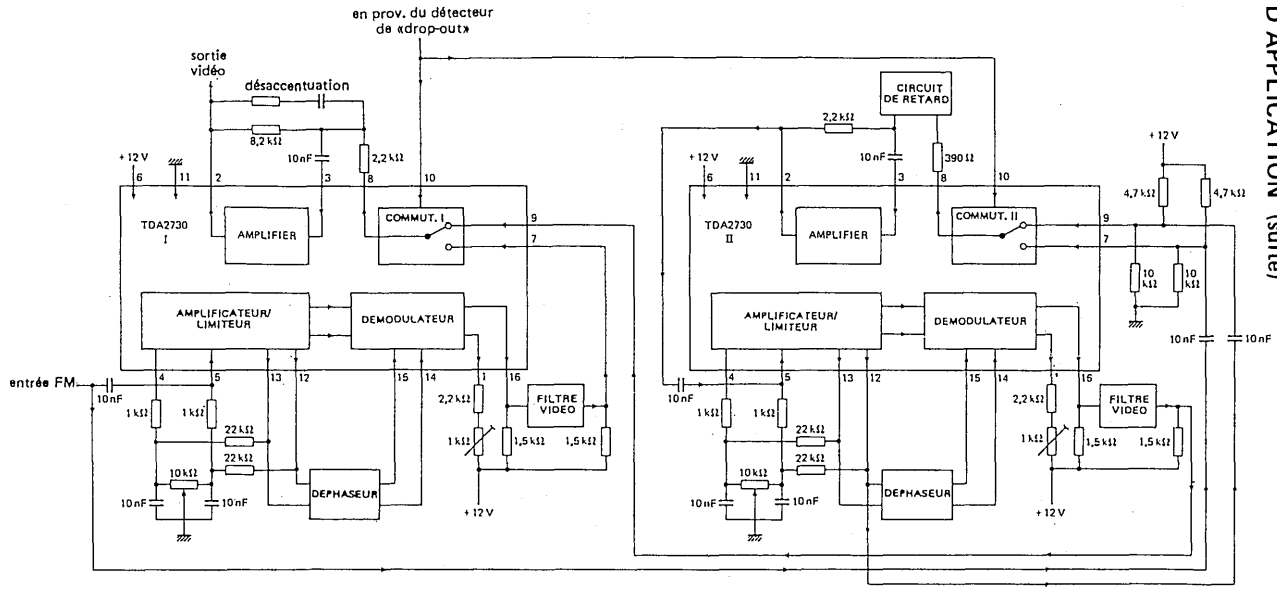 D'APPLICATION (suite)
en prov. du détecteur
de «drop-out»
sortie
vidéo
désaccentuation
8,2 kΩ
10 nF
2,2 kΩ
+ 12 V
6
11
2
3
8
10
TDA2730
I
AMPLIFIER
COMMUT. I
9
7
AMPLIFICATEUR/
LIMITEUR
DEMODULATEUR
4
5
13
12
15
14
1
16
entrée FM
10 nF
1 kΩ
1 kΩ
22 kΩ
22 kΩ
10 kΩ
10 nF
10 nF
DEPHASEUR
2,2 kΩ
1 kΩ
1,5 kΩ
FILTRE
VIDEO
1,5 kΩ
+ 12 V
CIRCUIT
DE RETARD
2,2 kΩ
10 nF
390 Ω
+ 12 V
6
11
2
3
8
10
TDA2730
II
AMPLIFIER
COMMUT. II
9
7
+ 12 V
4,7 kΩ
4,7 kΩ
10
kΩ
10
kΩ
10 nF
10 nF
AMPLIFICATEUR/
LIMITEUR
DEMODULATEUR
4
5
13
12
15
14
1
16
10 nF
1 kΩ
1 kΩ
22 kΩ
22 kΩ
10 kΩ
10 nF
10 nF
DEPHASEUR
2,2 kΩ
1 kΩ
1,5 kΩ
FILTRE
VIDEO
1,5 kΩ
+ 12 V